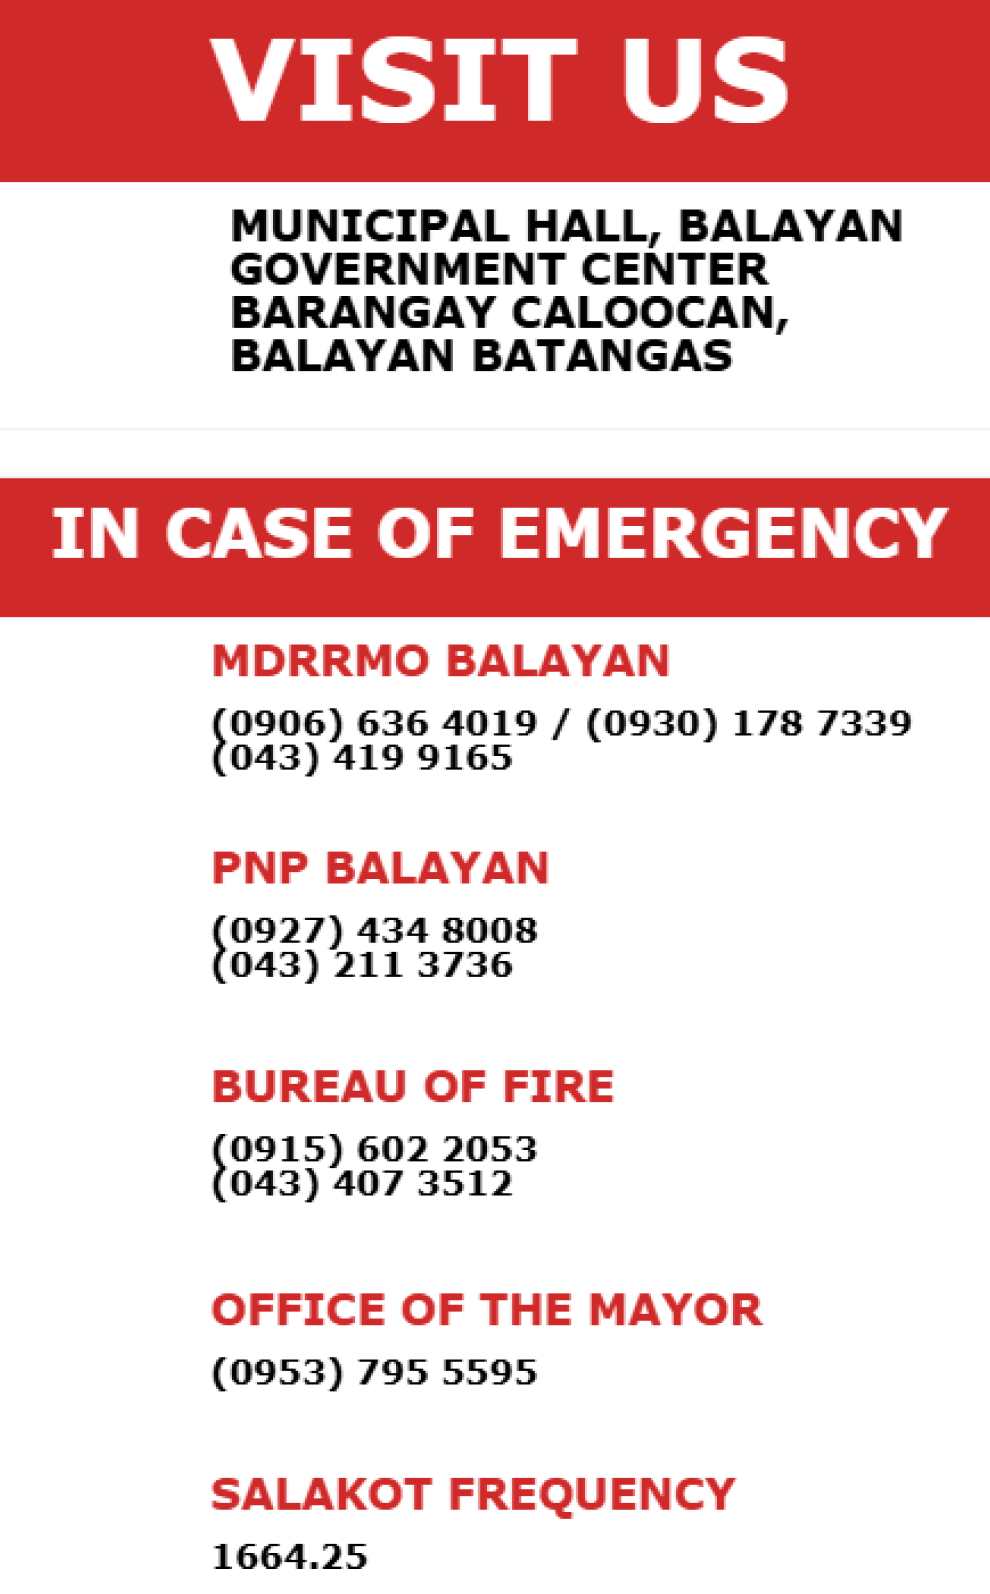 VISIT US
MUNICIPAL HALL, BALAYAN
GOVERNMENT CENTER
BARANGAY CALOOCAN,
BALAYAN BATANGAS
IN CASE OF EMERGENCY
MDRRMO BALAYAN
(0906) 636 4019 / (0930) 178 7339
(043) 419 9165
PNP BALAYAN
(0927) 434 8008
(043) 211 3736
BUREAU OF FIRE
(0915) 602 2053
(043) 407 3512
OFFICE OF THE MAYOR
(0953) 795 5595
SALAKOT FREQUENCY
1664.25